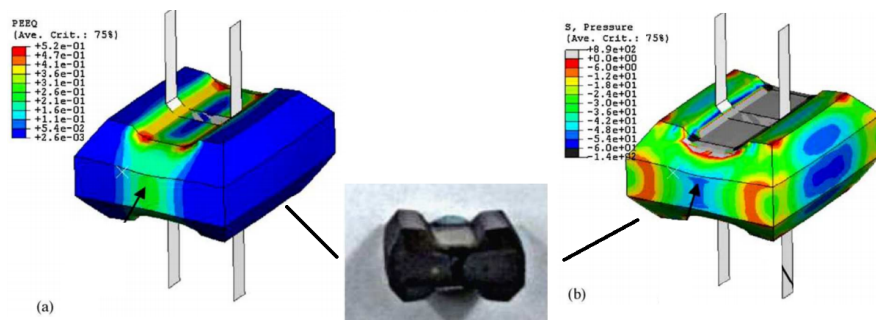 PEEQ
(Ave. Crit.: 75%)
+5.2e-01
+4.7e-01
+4.1e-01
+3.6e-01
+3.1e-01
+2.6e-01
+2.1e-01
+1.6e-01
+1.1e-01
+5.4e-02
+2.6e-03
(a)
S, Pressure
(Ave. Crit.: 75%)
+8.9e+02
+0.0e+00
-6.0e+00
-1.2e+01
-1.8e+01
-2.4e+01
-3.0e+01
-3.6e+01
-4.2e+01
-4.8e+01
-5.4e+01
-6.0e+01
-1.4e+02
(b)